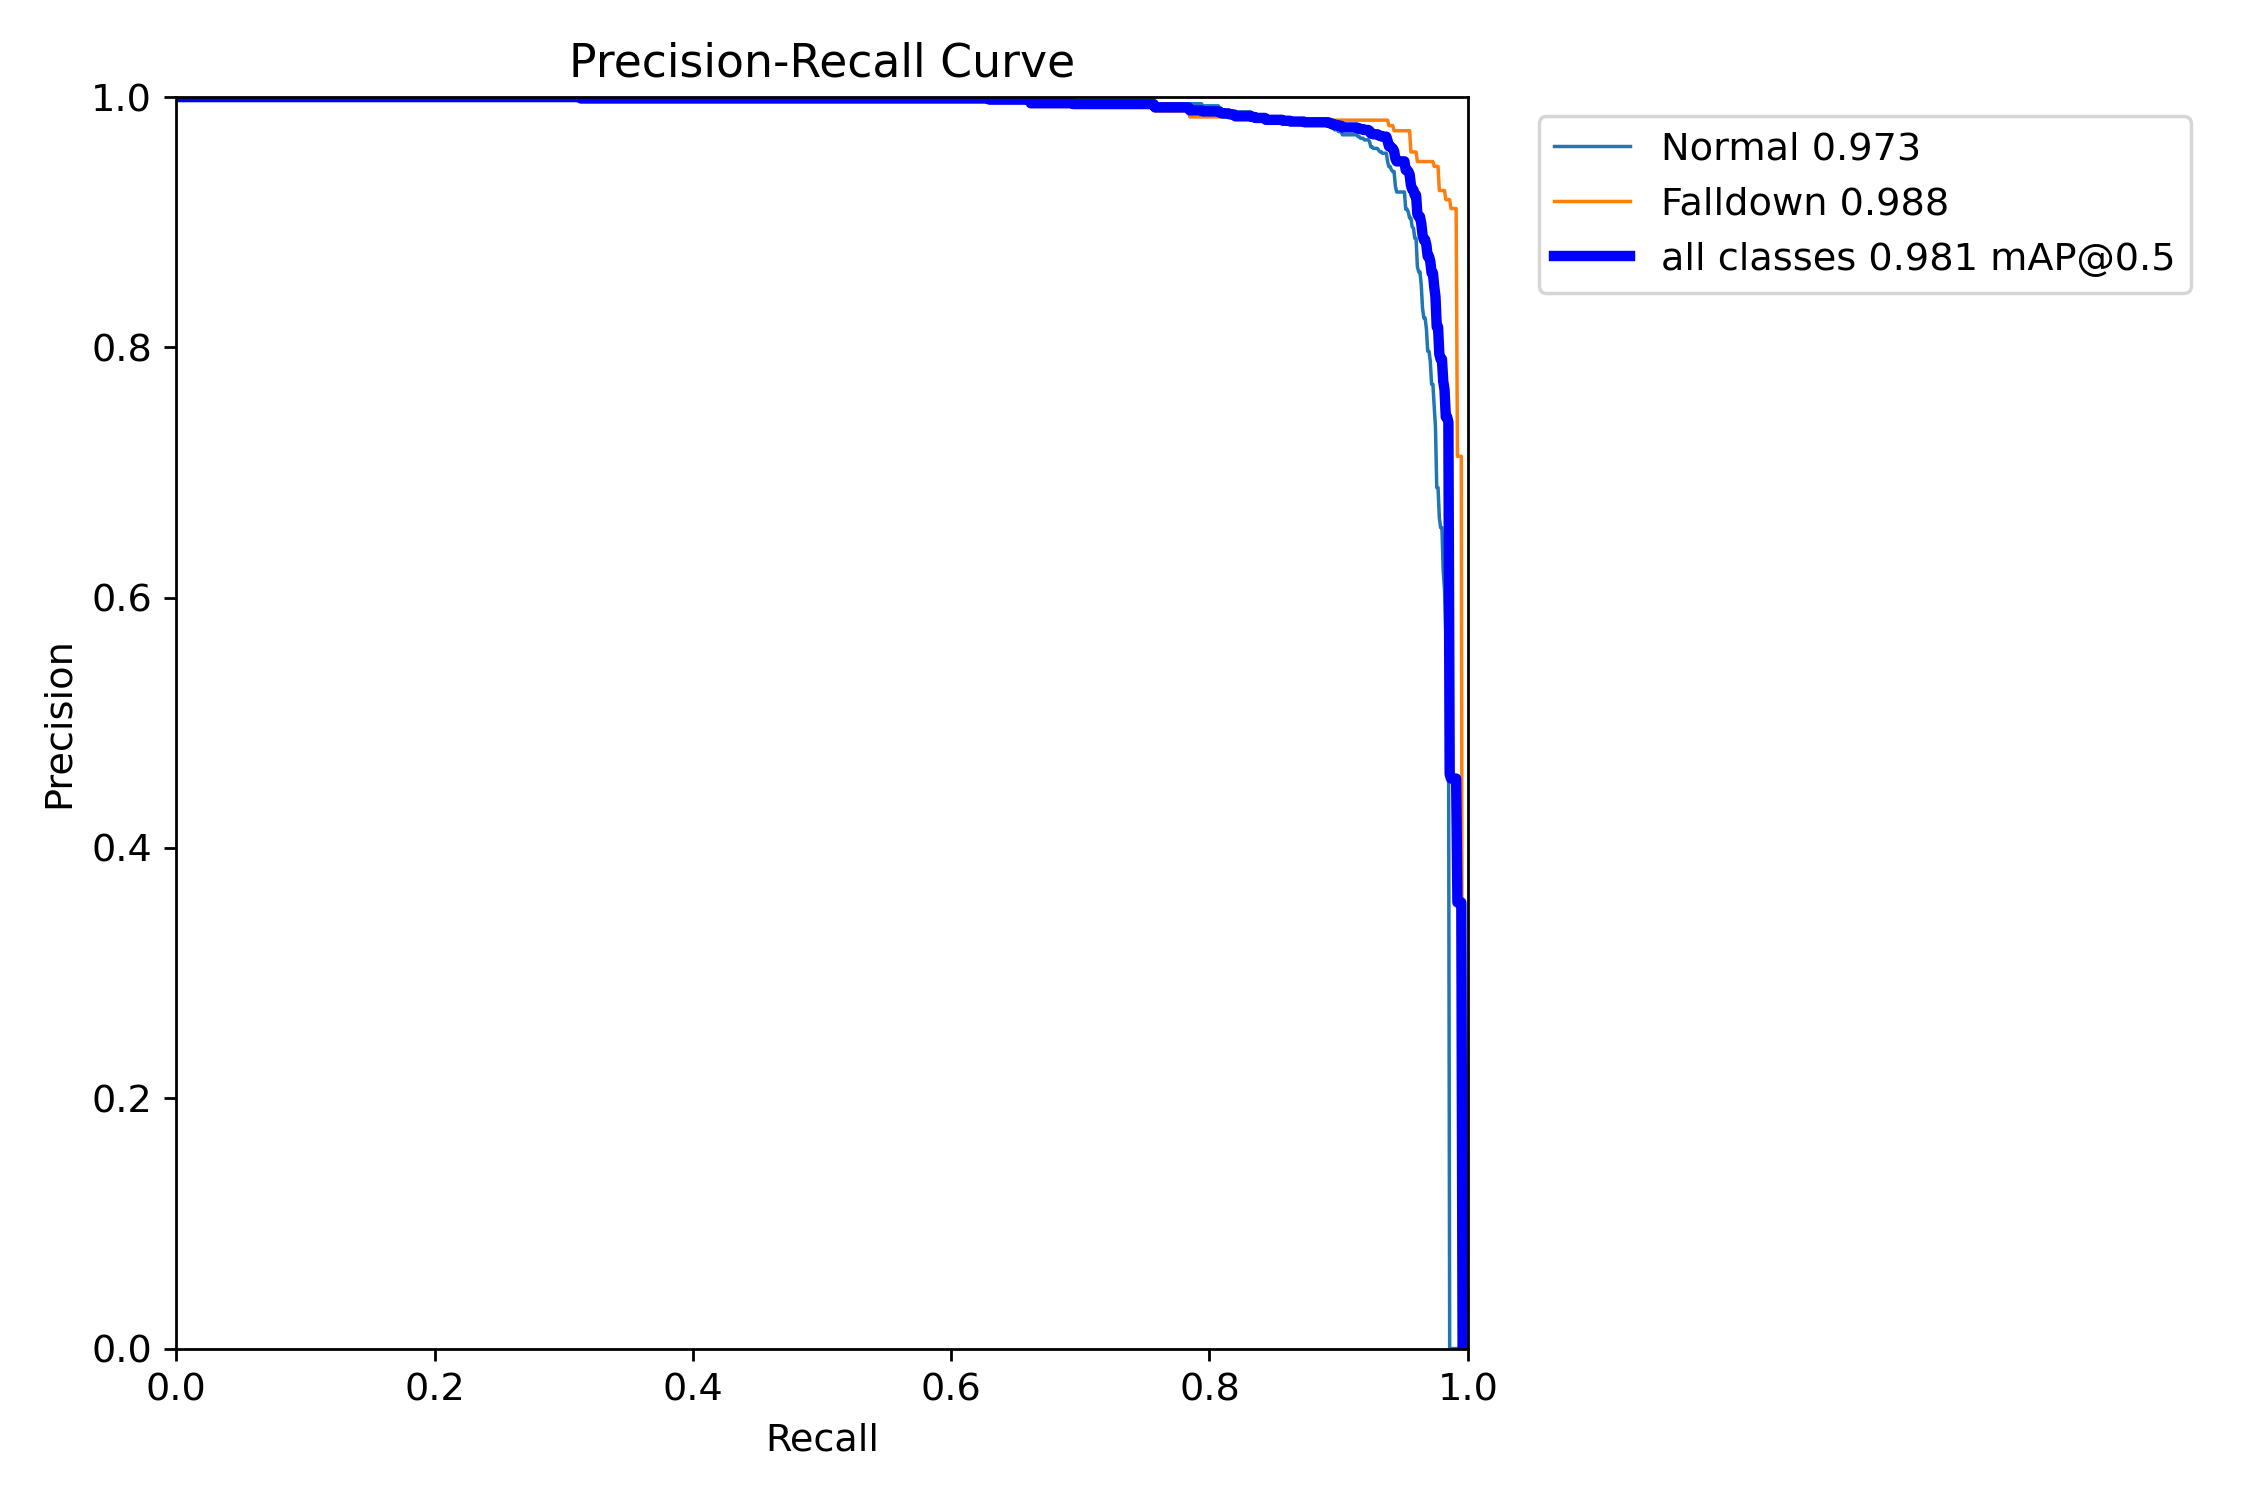 Precision-Recall Curve
1.0
0.8
0.6
0.4
0.2
0.0
Precision
0.0 0.2 0.4 0.6 0.8 1.0
Recall
Normal 0.973
Falldown 0.988
all classes 0.981 mAP@0.5